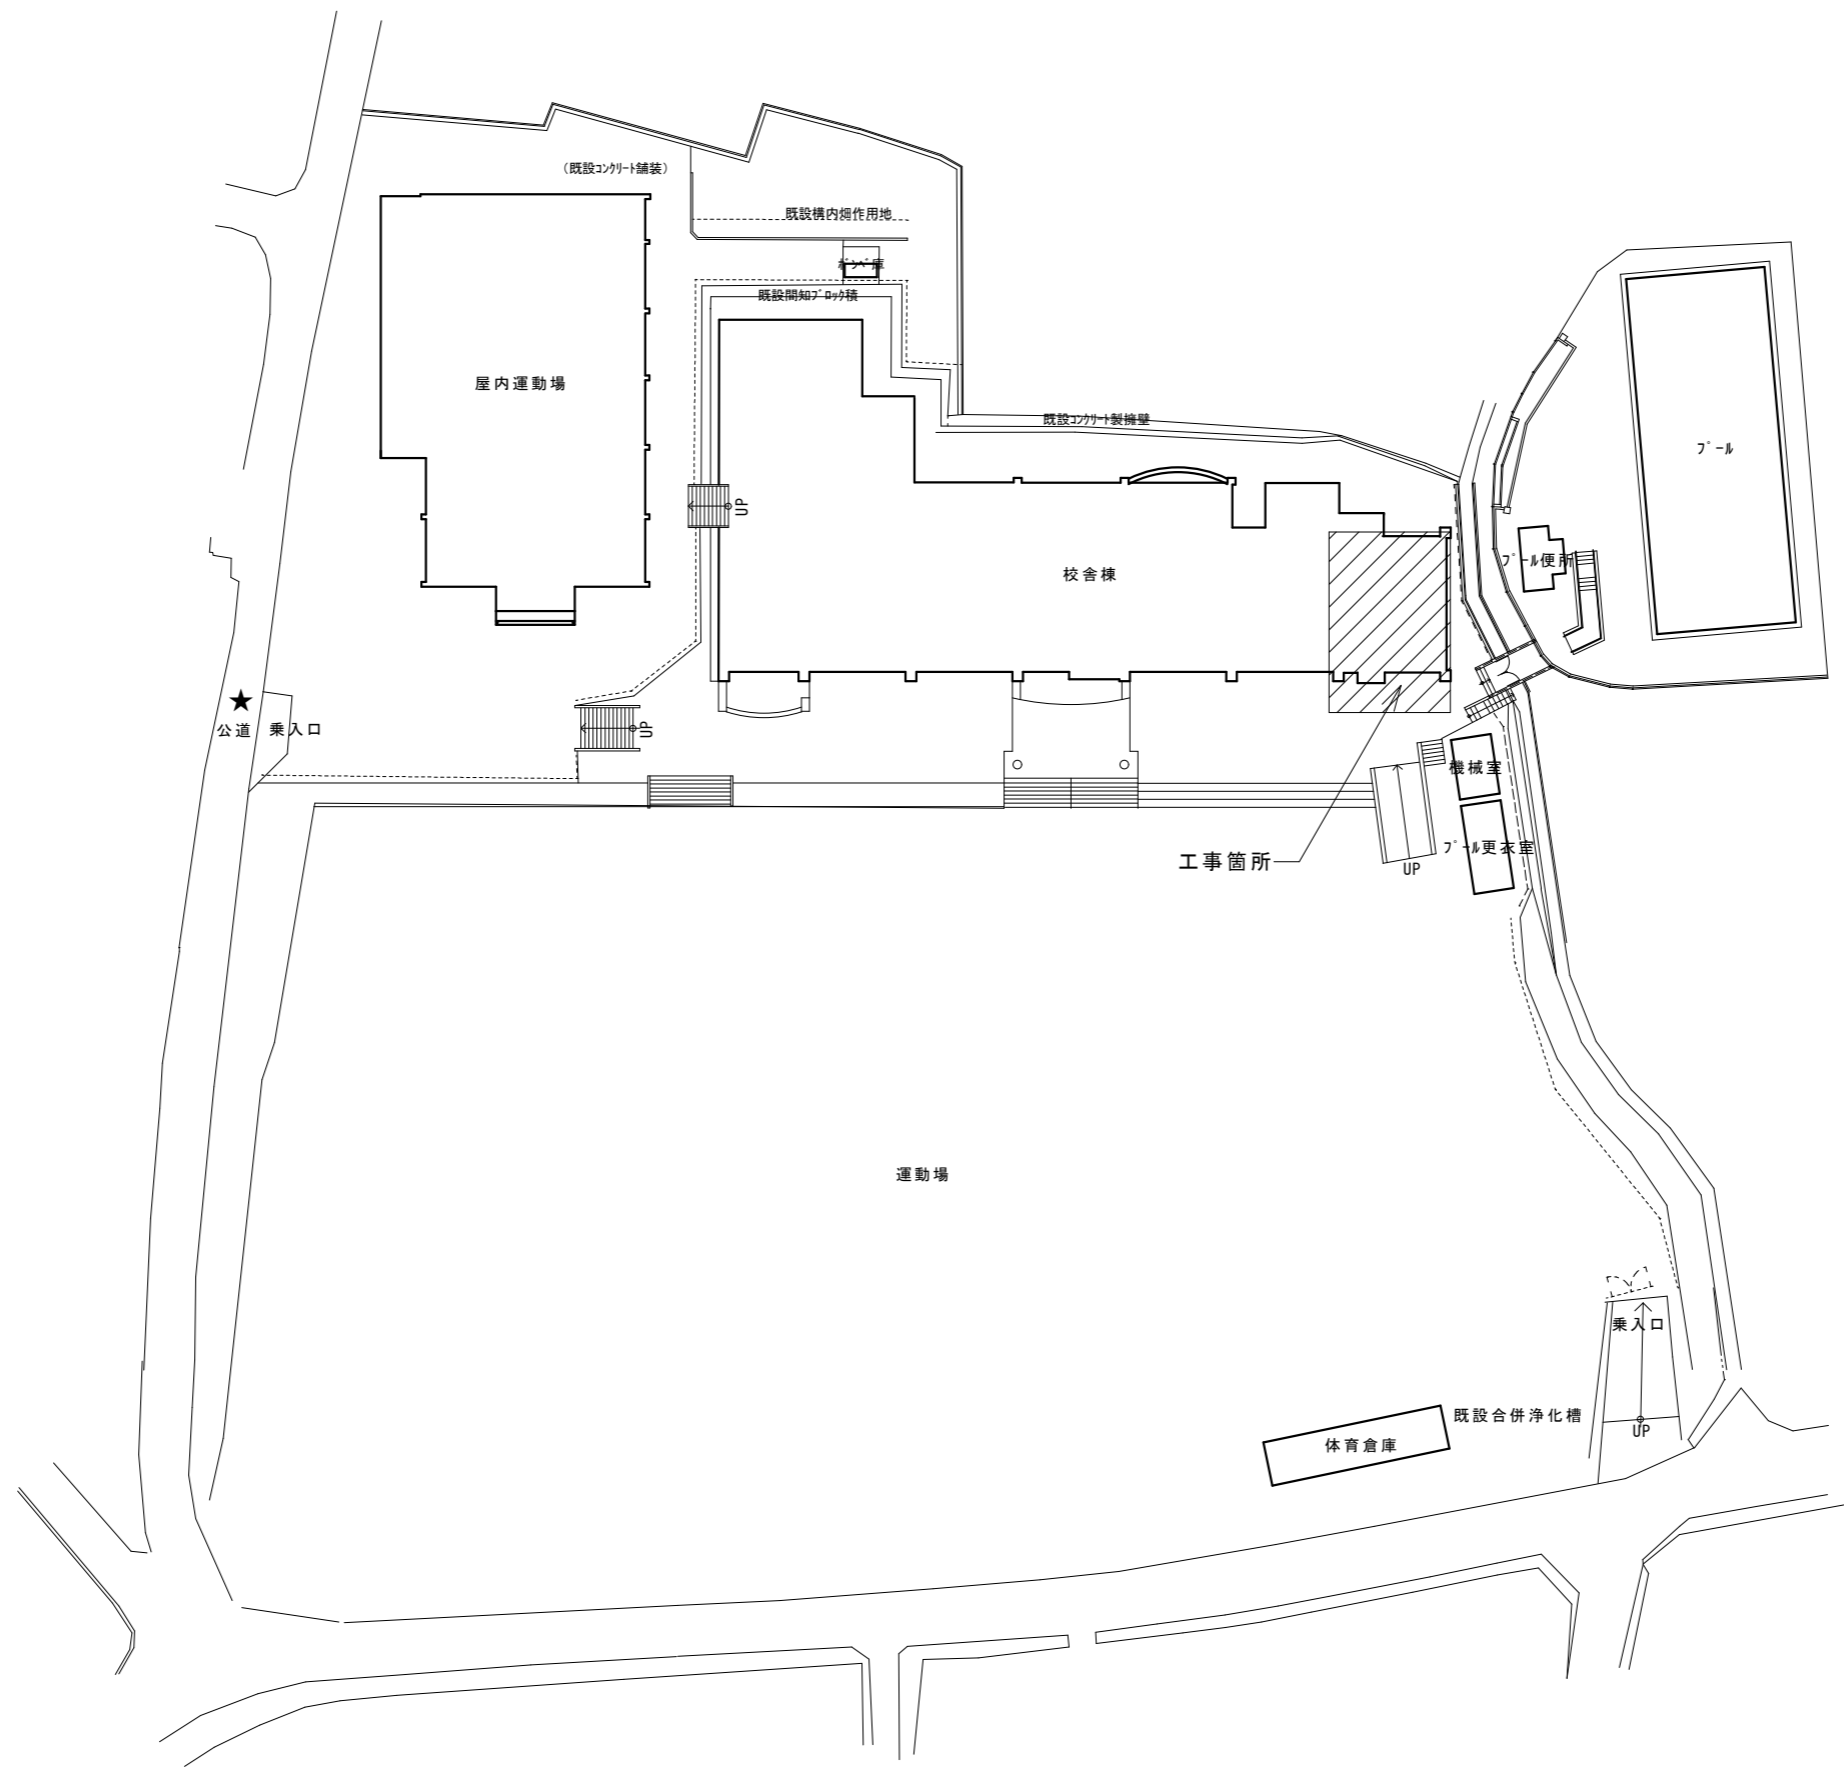 (既設ｺﾝｸﾘｰﾄ舗装)
既設構内畑作用地
ﾎﾞﾝﾍﾞ庫
既設間知ﾌﾞﾛｯｸ積
屋内運動場
既設ｺﾝｸﾘｰﾄ製擁壁
ﾌﾟｰﾙ
UP
ﾌﾟｰﾙ便所
校舎棟
★
公道 乗入口
UP
機械室
ﾌﾟｰﾙ更衣室
工事箇所
UP
運動場
乗入口
既設合併浄化槽
UP
体育倉庫